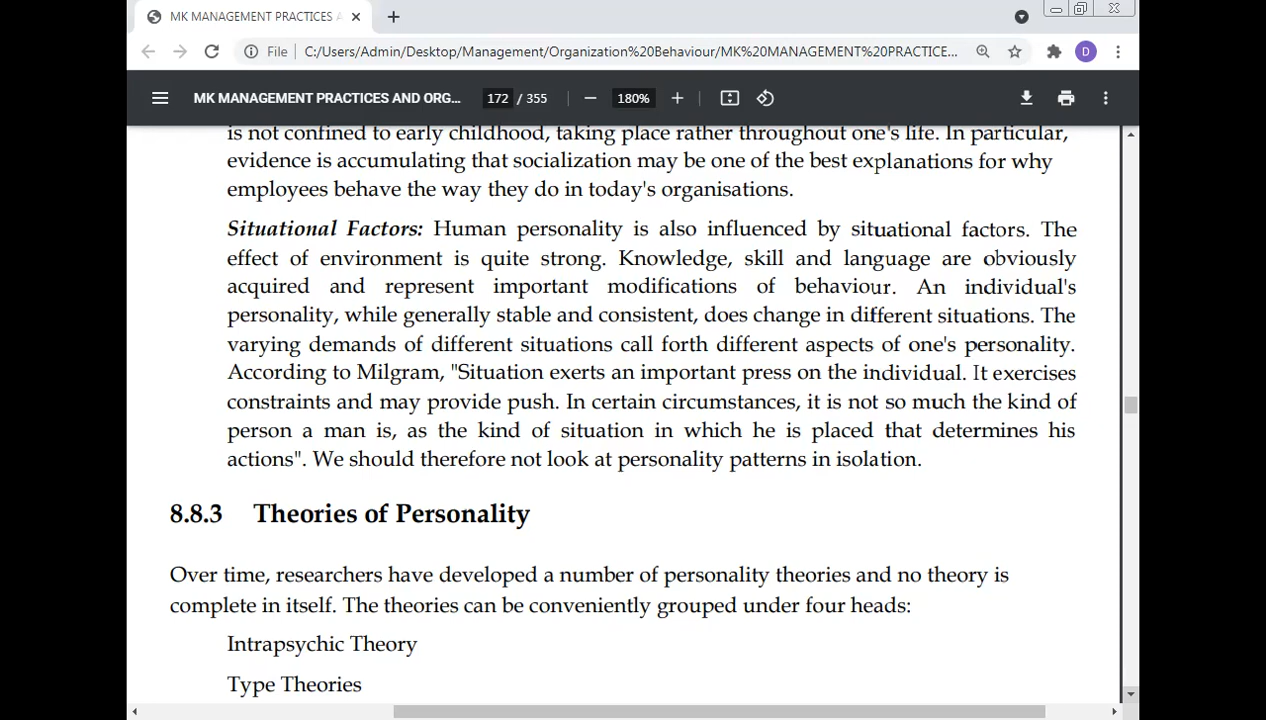 MK MANAGEMENT PRACTICES A
File C:/Users/Admin/Desktop/Management/Organization%20Behaviour/MK%20MANAGEMENT%20PRACTICE... D
MK MANAGEMENT PRACTICES AND ORG... 172 / 355 180%
is not confined to early childhood, taking place rather throughout one's life. In particular,
evidence is accumulating that socialization may be one of the best explanations for why
employees behave the way they do in today's organisations.
Situational Factors: Human personality is also influenced by situational factors. The
effect of environment is quite strong. Knowledge, skill and language are obviously
acquired and represent important modifications of behaviour. An individual's
personality, while generally stable and consistent, does change in different situations. The
varying demands of different situations call forth different aspects of one's personality.
According to Milgram, "Situation exerts an important press on the individual. It exercises
constraints and may provide push. In certain circumstances, it is not so much the kind of
person a man is, as the kind of situation in which he is placed that determines his
actions". We should therefore not look at personality patterns in isolation.
8.8.3 Theories of Personality
Over time, researchers have developed a number of personality theories and no theory is
complete in itself. The theories can be conveniently grouped under four heads:
Intrapsychic Theory
Type Theories